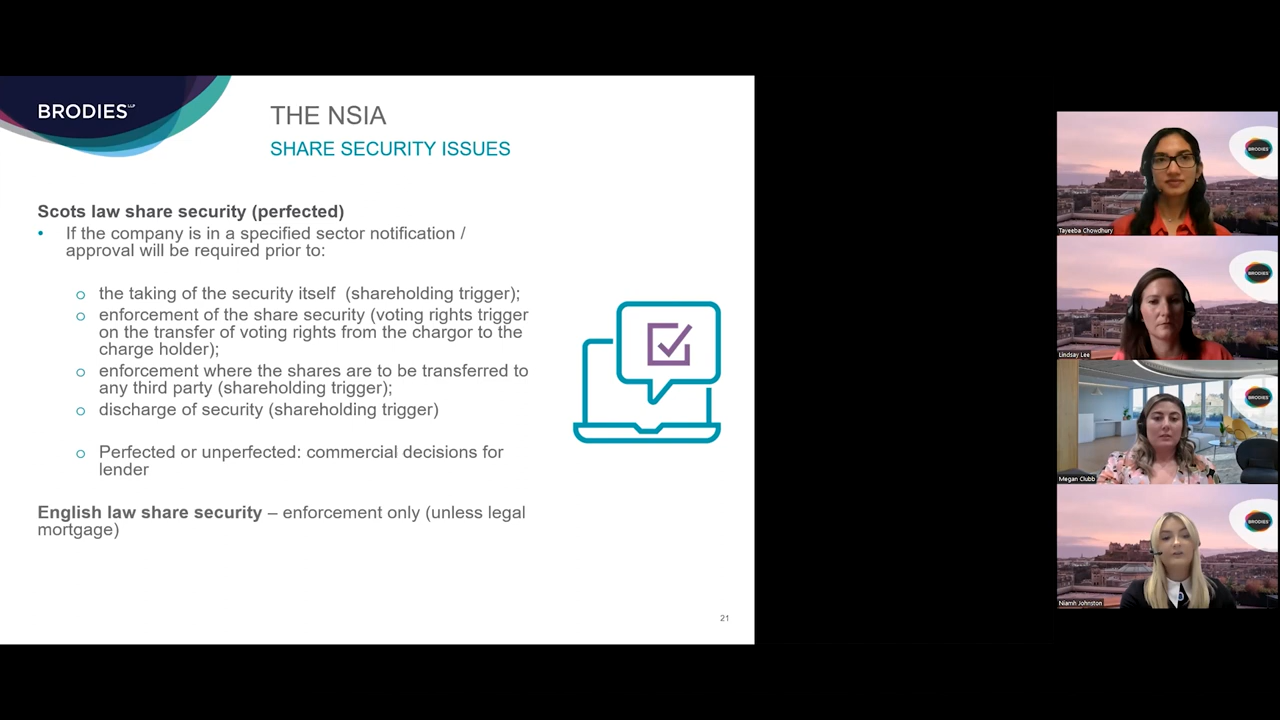 BRODIES LLP
THE NSIA
SHARE SECURITY ISSUES
Scots law share security (perfected)
• If the company is in a specified sector notification /
approval will be required prior to:
o the taking of the security itself (shareholding trigger);
o enforcement of the share security (voting rights trigger
on the transfer of voting rights from the chargor to the
charge holder);
o enforcement where the shares are to be transferred to
any third party (shareholding trigger);
o discharge of security (shareholding trigger)
o Perfected or unperfected: commercial decisions for
lender
English law share security – enforcement only (unless legal
mortgage)
21
BRODIES
Tayeeba Chowdhury
BRODIES
Lindsay Lee
BRODIES
Megan Clubb
BRODIES
Niamh Johnston